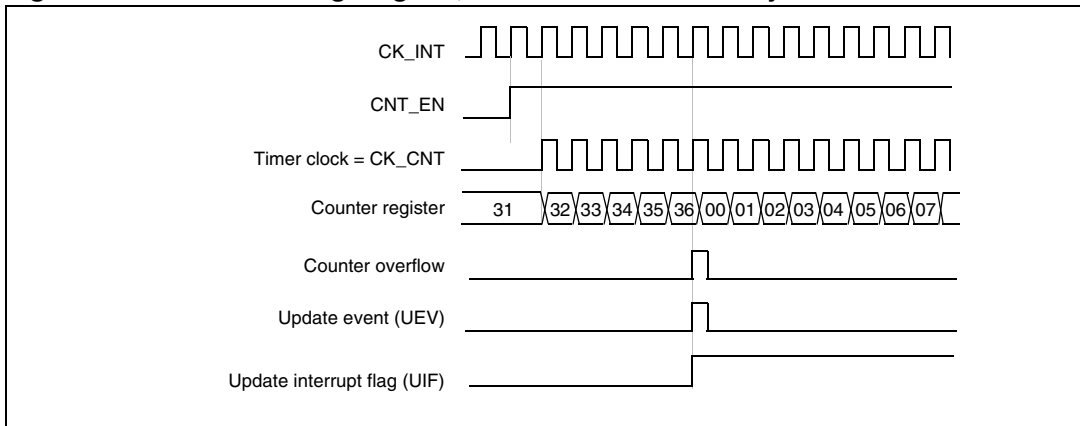 CK_INT
CNT_EN
Timer clock = CK_CNT
Counter register 31 32 33 34 35 36 00 01 02 03 04 05 06 07
Counter overflow
Update event (UEV)
Update interrupt flag (UIF)